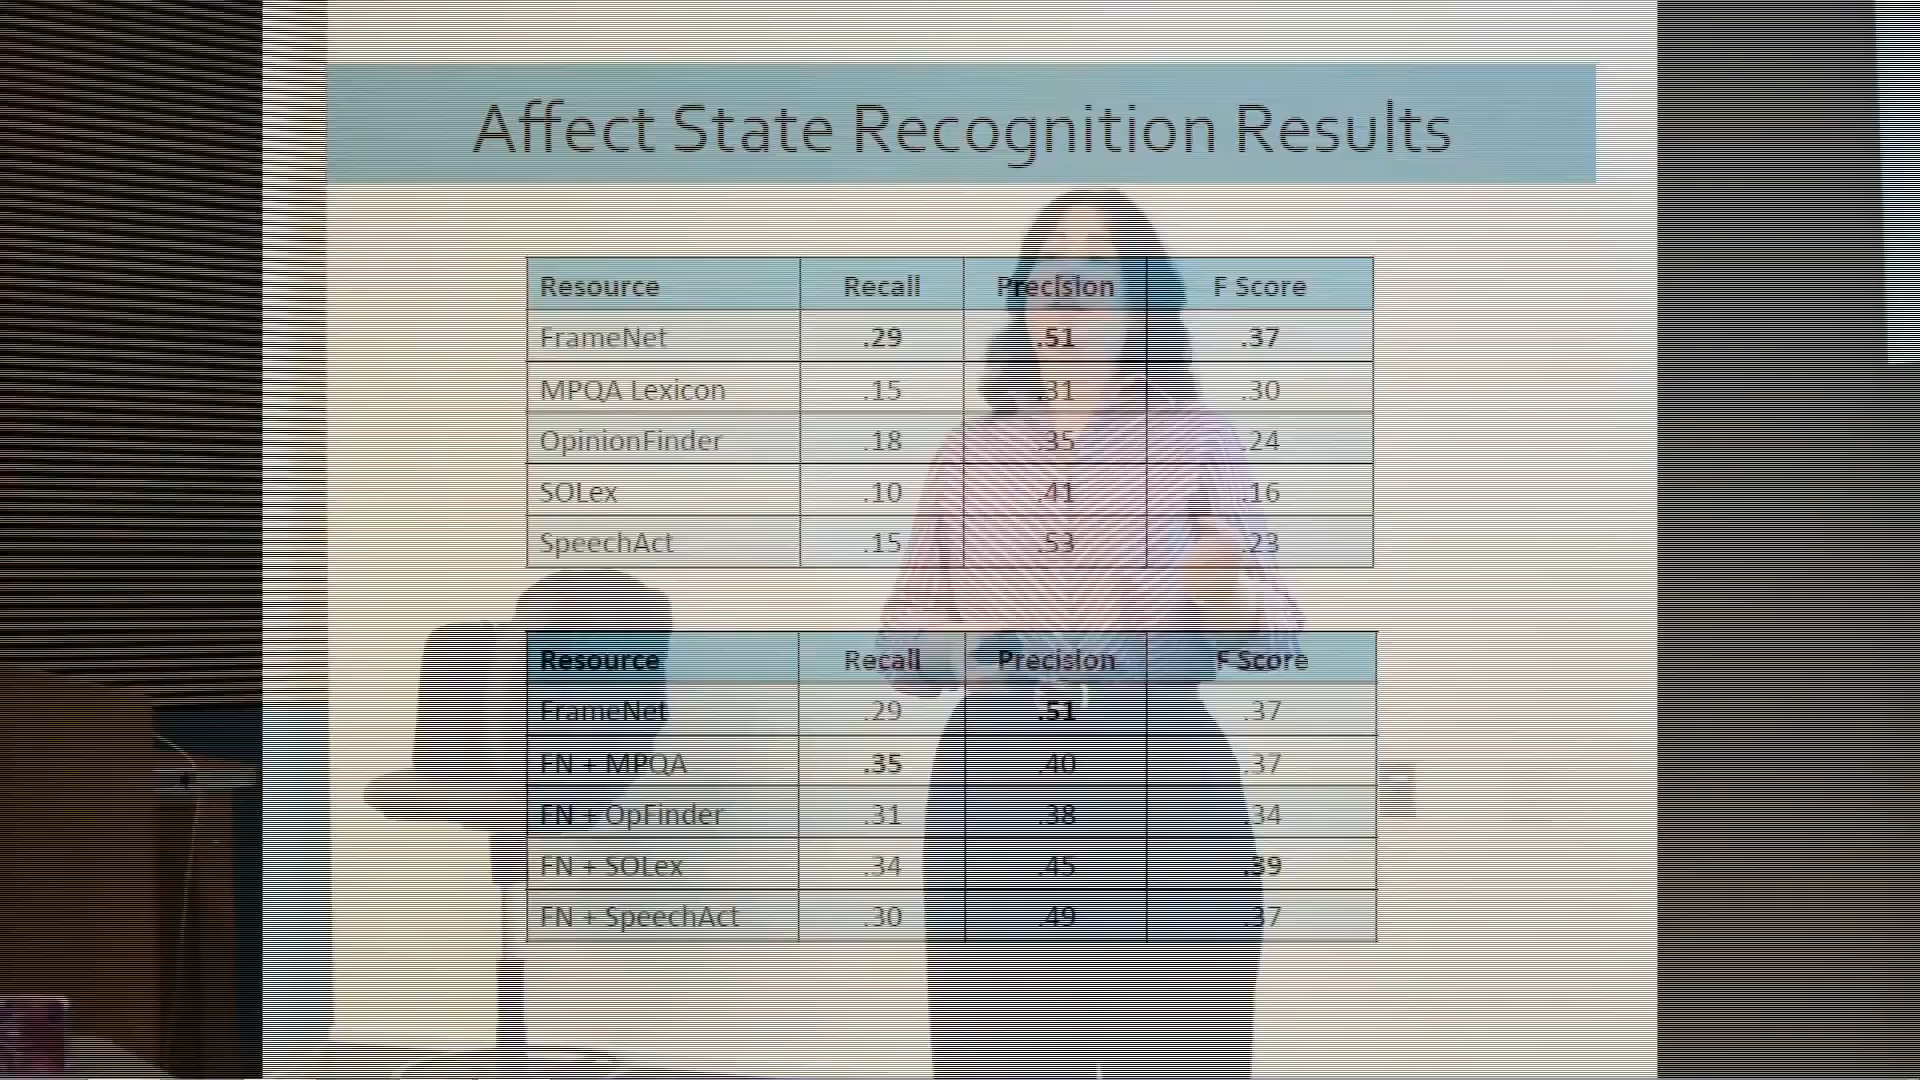 Affect State Recognition Results
Resource Recall Precision F Score
FrameNet .29 .51 .37
MPQA Lexicon .15 .31 .30
OpinionFinder .18 .35 .24
SOLex .10 .41 .16
SpeechAct .15 .53 .23
Resource Recall Precision F Score
FrameNet .29 .51 .37
FN + MPQA .35 .40 .37
FN + OpFinder .31 .38 .34
FN + SOLex .34 .45 .39
FN + SpeechAct .30 .49 .37